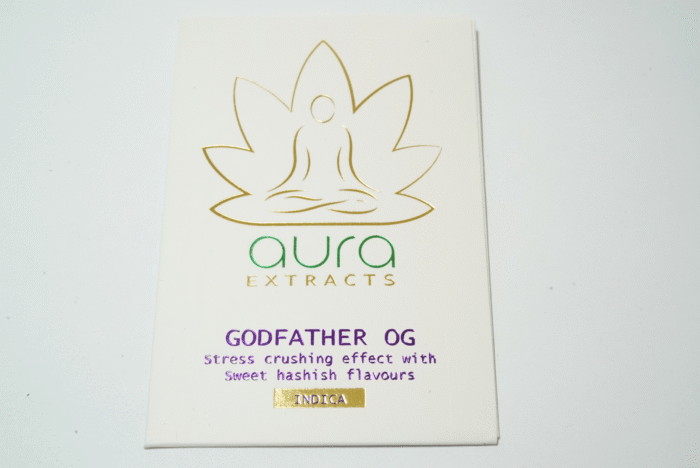 aura
EXTRACTS
GODFATHER OG
Stress crushing effect with
Sweet hashish flavours
INDICA